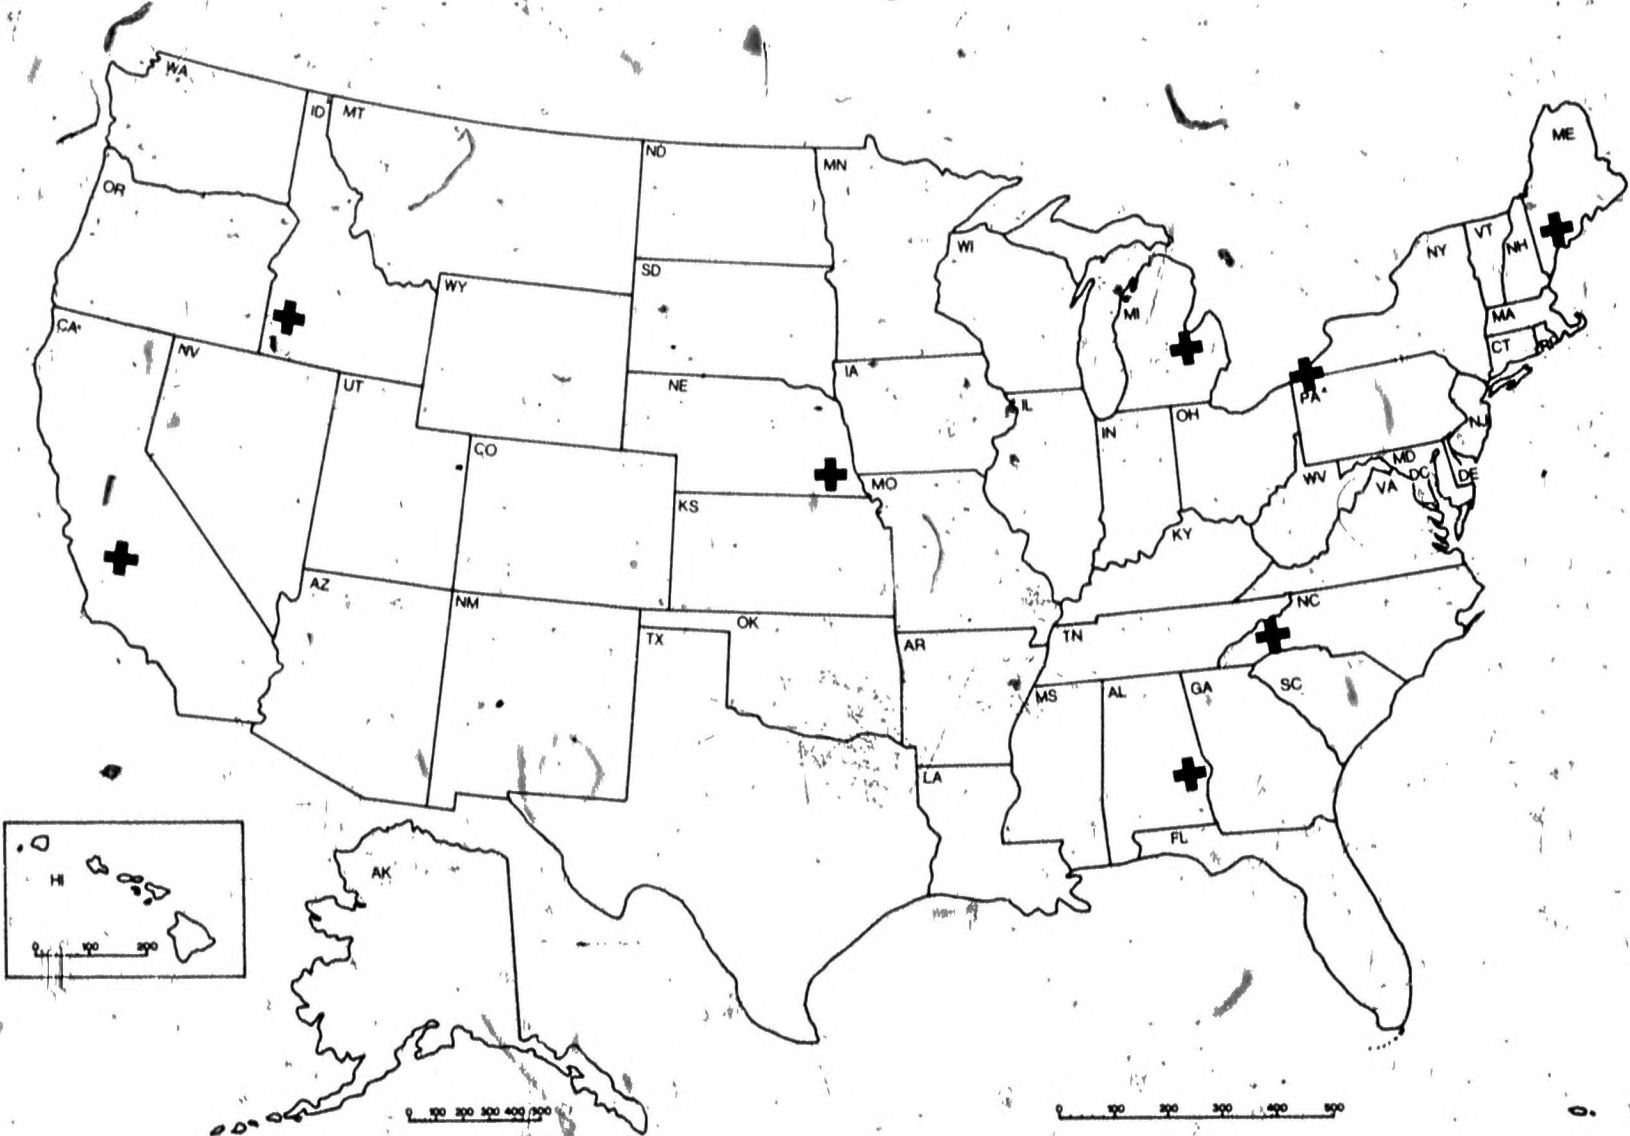 WA
ID
MT
ND
MN
ME
OR
WI
NY
VT
NH
SD
WY
MI
MA
CA
NV
CT
RI
UT
NE
IA
IL
PA
NJ
OH
IN
CO
MO
WV
MD
DC
DE
VA
KS
KY
AZ
NM
OK
TX
AR
TN
NC
MS
AL
GA
SC
LA
FL
AK
HI
0 100 200
0 100 200 300 400 500
0 100 200 300 400 500